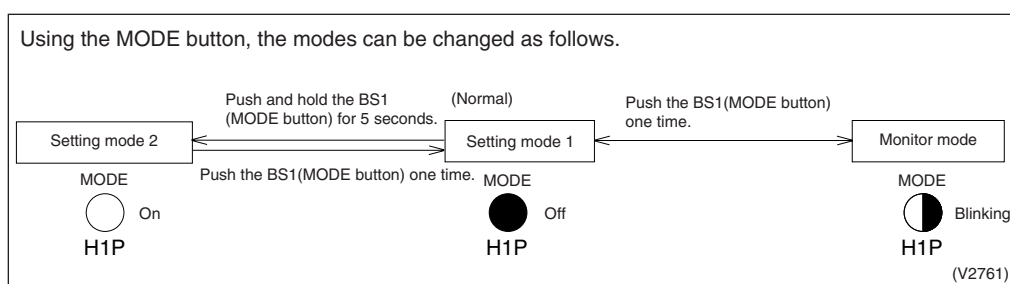 Using the MODE button, the modes can be changed as follows.
Push and hold the BS1
(MODE button) for 5 seconds.
(Normal)
Push the BS1(MODE button)
one time.
Setting mode 2
Setting mode 1
Monitor mode
Push the BS1(MODE button) one time.
MODE
On
H1P
MODE
Off
H1P
MODE
Blinking
H1P
(V2761)